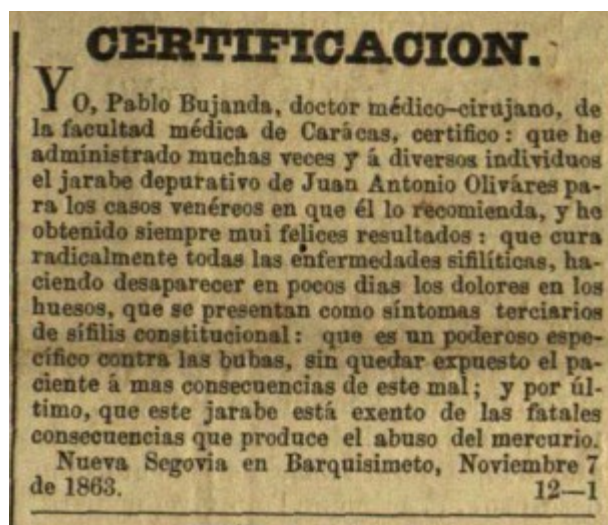 CERTIFICACION.
YO, Pablo Bujanda, doctor médico-cirujano, de
la facultad médica de Carácas, certifico: que he
administrado muchas veces y á diversos individuos
el jarabe depurativo de Juan Antonio Oliváres pa-
ra los casos venéreos en que él lo recomienda, y he
obtenido siempre mui felices resultados: que cura
radicalmente todas las enfermedades sifilíticas, ha-
ciendo desaparecer en pocos dias los dolores en los
huesos, que se presentan como síntomas terciarios
de sífilis constitucional: que es un poderoso espe-
cífico contra las bubas, sin quedar expuesto el pa-
ciente á mas consecuencias de este mal; y por úl-
timo, que este jarabe está exento de las fatales
consecuencias que produce el abuso del mercurio.
Nueva Segovia en Barquisimeto, Noviembre 7
de 1863. 12—1